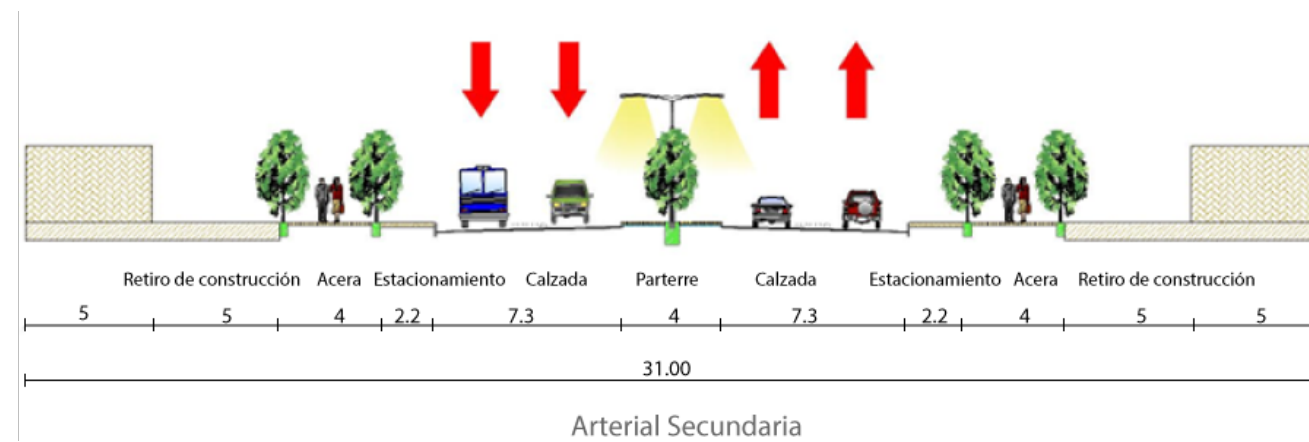 Retiro de construcción Acera Estacionamiento Calzada Parterre Calzada Estacionamiento Acera Retiro de construcción
5 5 4 2.2 7.3 4 7.3 2.2 4 5 5
31.00
Arterial Secundaria